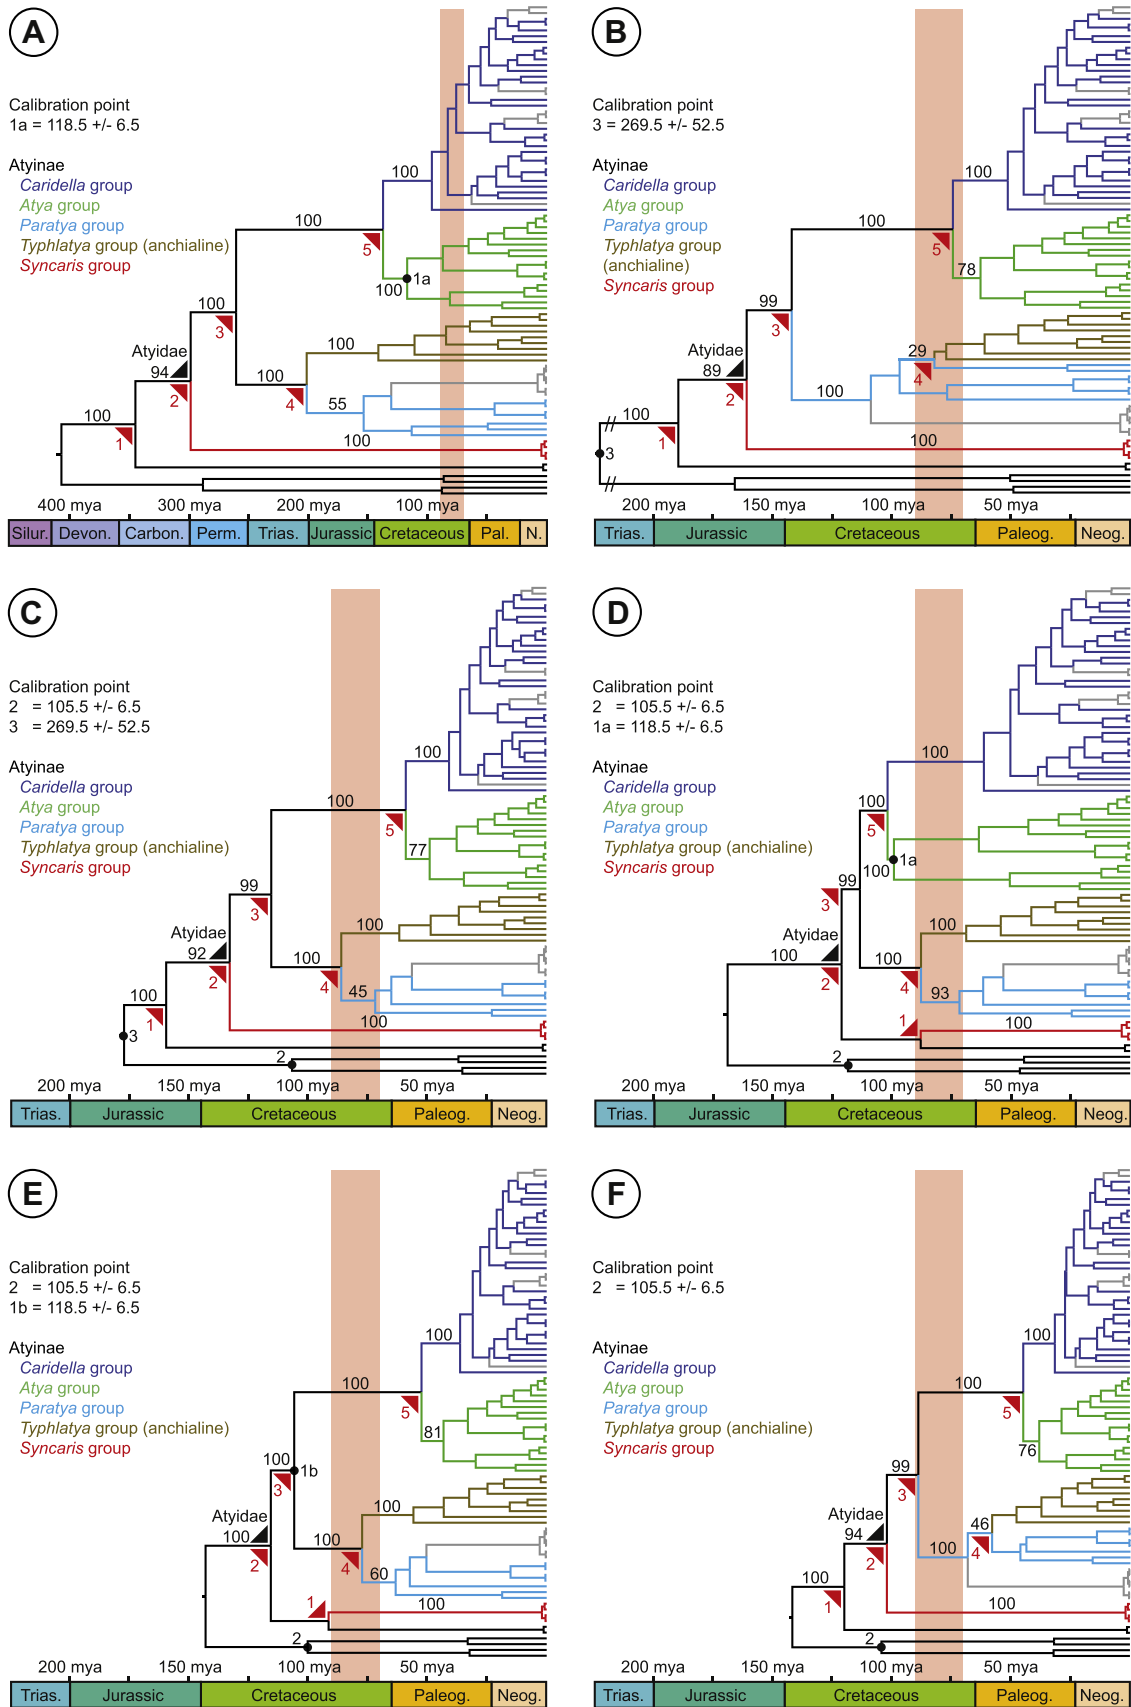 A
Calibration point
1a = 118.5 +/- 6.5
Atyinae
Caridella group
Atya group
Paratya group
Typhlatya group (anchialine)
Syncaris group
100
100
5
1a
100
100
3
100
Atyidae
94
2
100
4
55
100
1
100
400 mya 300 mya 200 mya 100 mya
Silur. Devon. Carbon. Perm. Trias. Jurassic Cretaceous Pal. N.
B
Calibration point
3 = 269.5 +/- 52.5
Atyinae
Caridella group
Atya group
Paratya group
Typhlatya group
(anchialine)
Syncaris group
100
100
5
78
99
3
29
4
Atyidae
89
2
100
100
1
100
3
200 mya 150 mya 100 mya 50 mya
Trias. Jurassic Cretaceous Paleog. Neog.
C
Calibration point
2 = 105.5 +/- 6.5
3 = 269.5 +/- 52.5
Atyinae
Caridella group
Atya group
Paratya group
Typhlatya group (anchialine)
Syncaris group
100
100
5
77
99
3
100
Atyidae
92
2
100
4
45
100
1
100
3
2
200 mya 150 mya 100 mya 50 mya
Trias. Jurassic Cretaceous Paleog. Neog.
D
Calibration point
2 = 105.5 +/- 6.5
1a = 118.5 +/- 6.5
Atyinae
Caridella group
Atya group
Paratya group
Typhlatya group (anchialine)
Syncaris group
100
100
5
1a
100
99
3
100
Atyidae
100
2
100
4
93
1
100
2
200 mya 150 mya 100 mya 50 mya
Trias. Jurassic Cretaceous Paleog. Neog.
E
Calibration point
2 = 105.5 +/- 6.5
1b = 118.5 +/- 6.5
Atyinae
Caridella group
Atya group
Paratya group
Typhlatya group (anchialine)
Syncaris group
100
100
5
81
100
1b
3
100
Atyidae
100
2
100
4
60
1
100
2
200 mya 150 mya 100 mya 50 mya
Trias. Jurassic Cretaceous Paleog. Neog.
F
Calibration point
2 = 105.5 +/- 6.5
Atyinae
Caridella group
Atya group
Paratya group
Typhlatya group (anchialine)
Syncaris group
100
100
5
76
99
3
46
4
Atyidae
94
2
100
100
1
100
2
200 mya 150 mya 100 mya 50 mya
Trias. Jurassic Cretaceous Paleog. Neog.